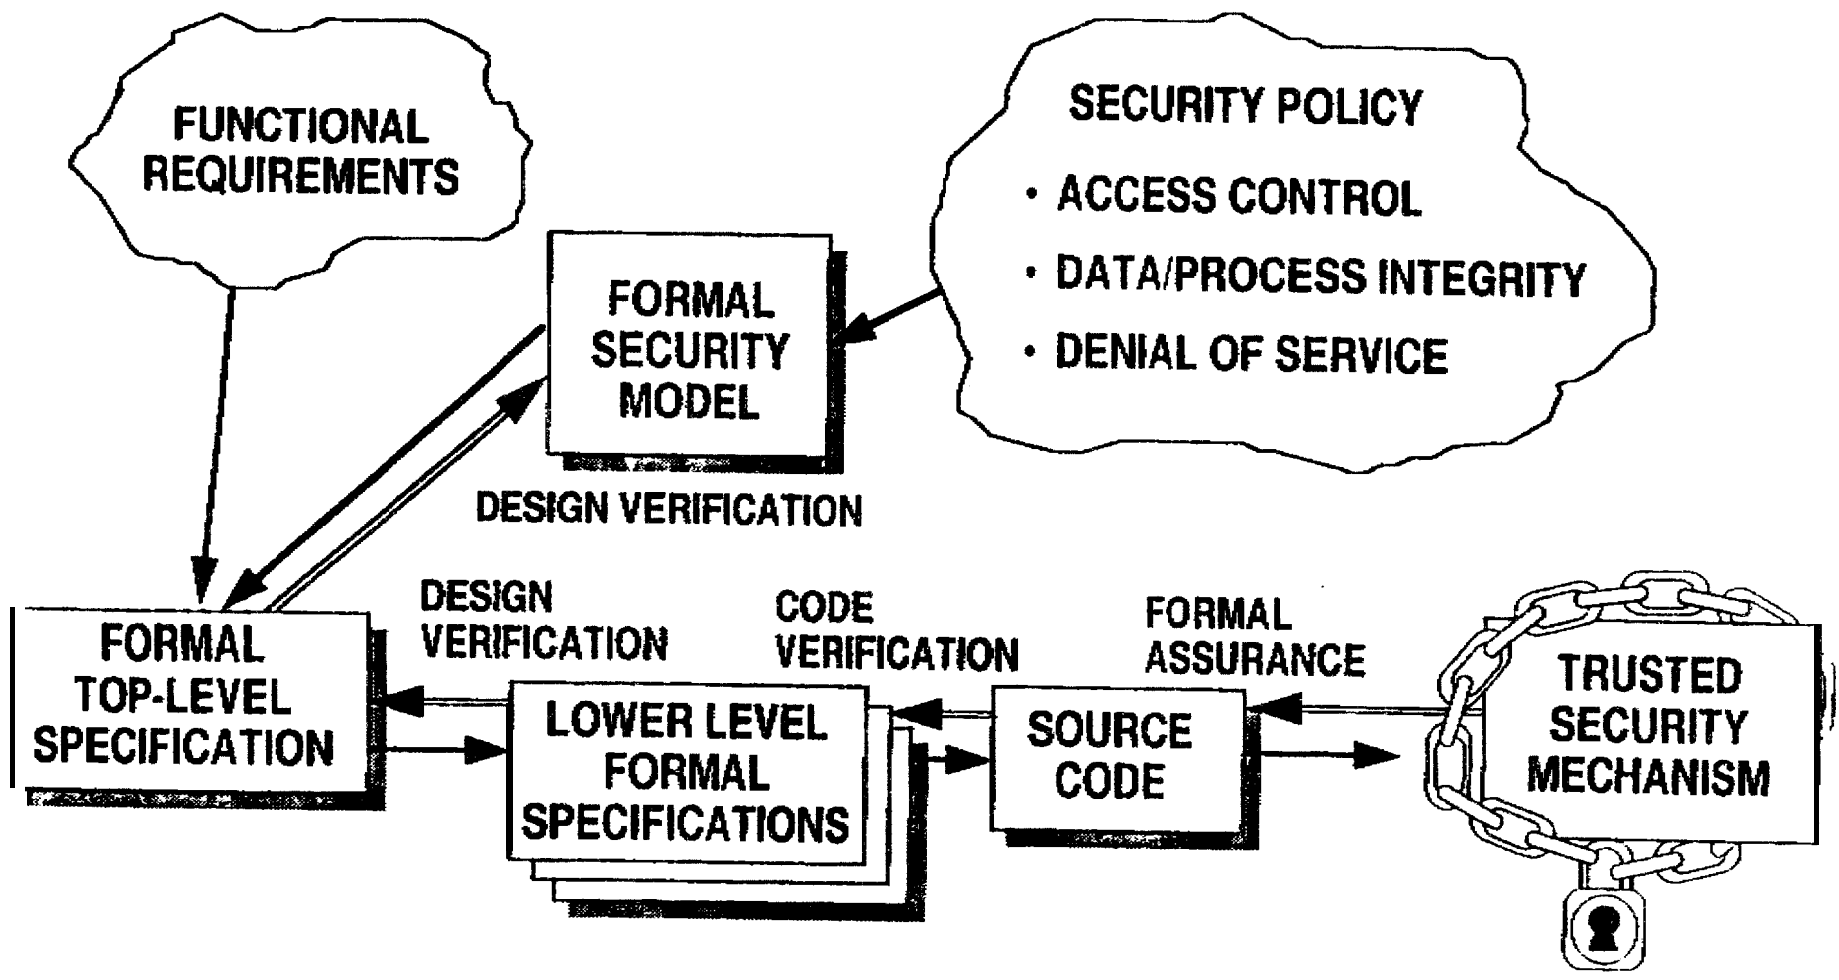 FUNCTIONAL
REQUIREMENTS
SECURITY POLICY
• ACCESS CONTROL
• DATA/PROCESS INTEGRITY
• DENIAL OF SERVICE
FORMAL
SECURITY
MODEL
DESIGN VERIFICATION
DESIGN
VERIFICATION
CODE
VERIFICATION
FORMAL
ASSURANCE
FORMAL
TOP-LEVEL
SPECIFICATION
LOWER LEVEL
FORMAL
SPECIFICATIONS
SOURCE
CODE
TRUSTED
SECURITY
MECHANISM